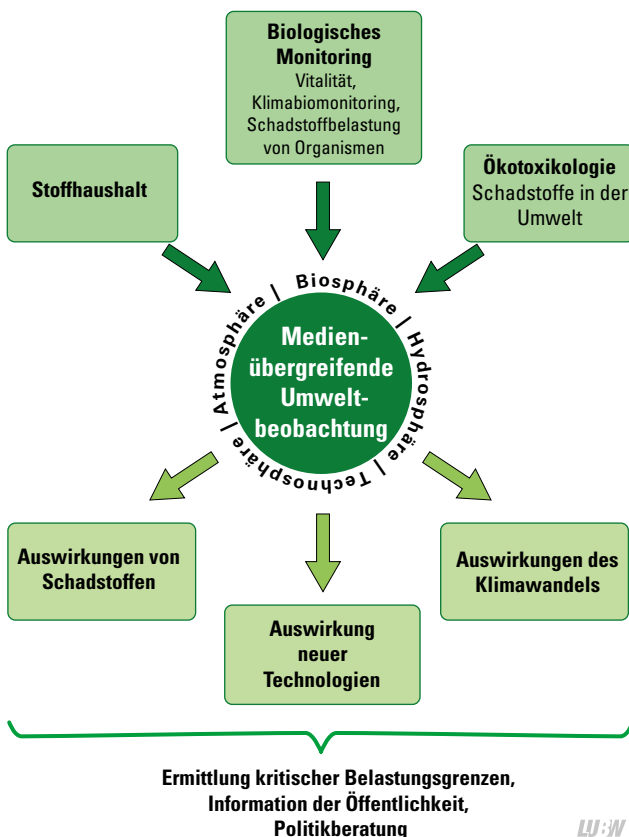 Biologisches
Monitoring
Vitalität,
Klimabiomonitoring,
Schadstoffbelastung
von Organismen
Stoffhaushalt
Ökotoxikologie
Schadstoffe in der
Umwelt
Atmosphäre | Biosphäre | Hydrosphäre | Technosphäre |
Medien-
übergreifende
Umwelt-
beobachtung
Auswirkungen von
Schadstoffen
Auswirkung
neuer
Technologien
Auswirkungen des
Klimawandels
Ermittlung kritischer Belastungsgrenzen,
Information der Öffentlichkeit,
Politikberatung
LUBW